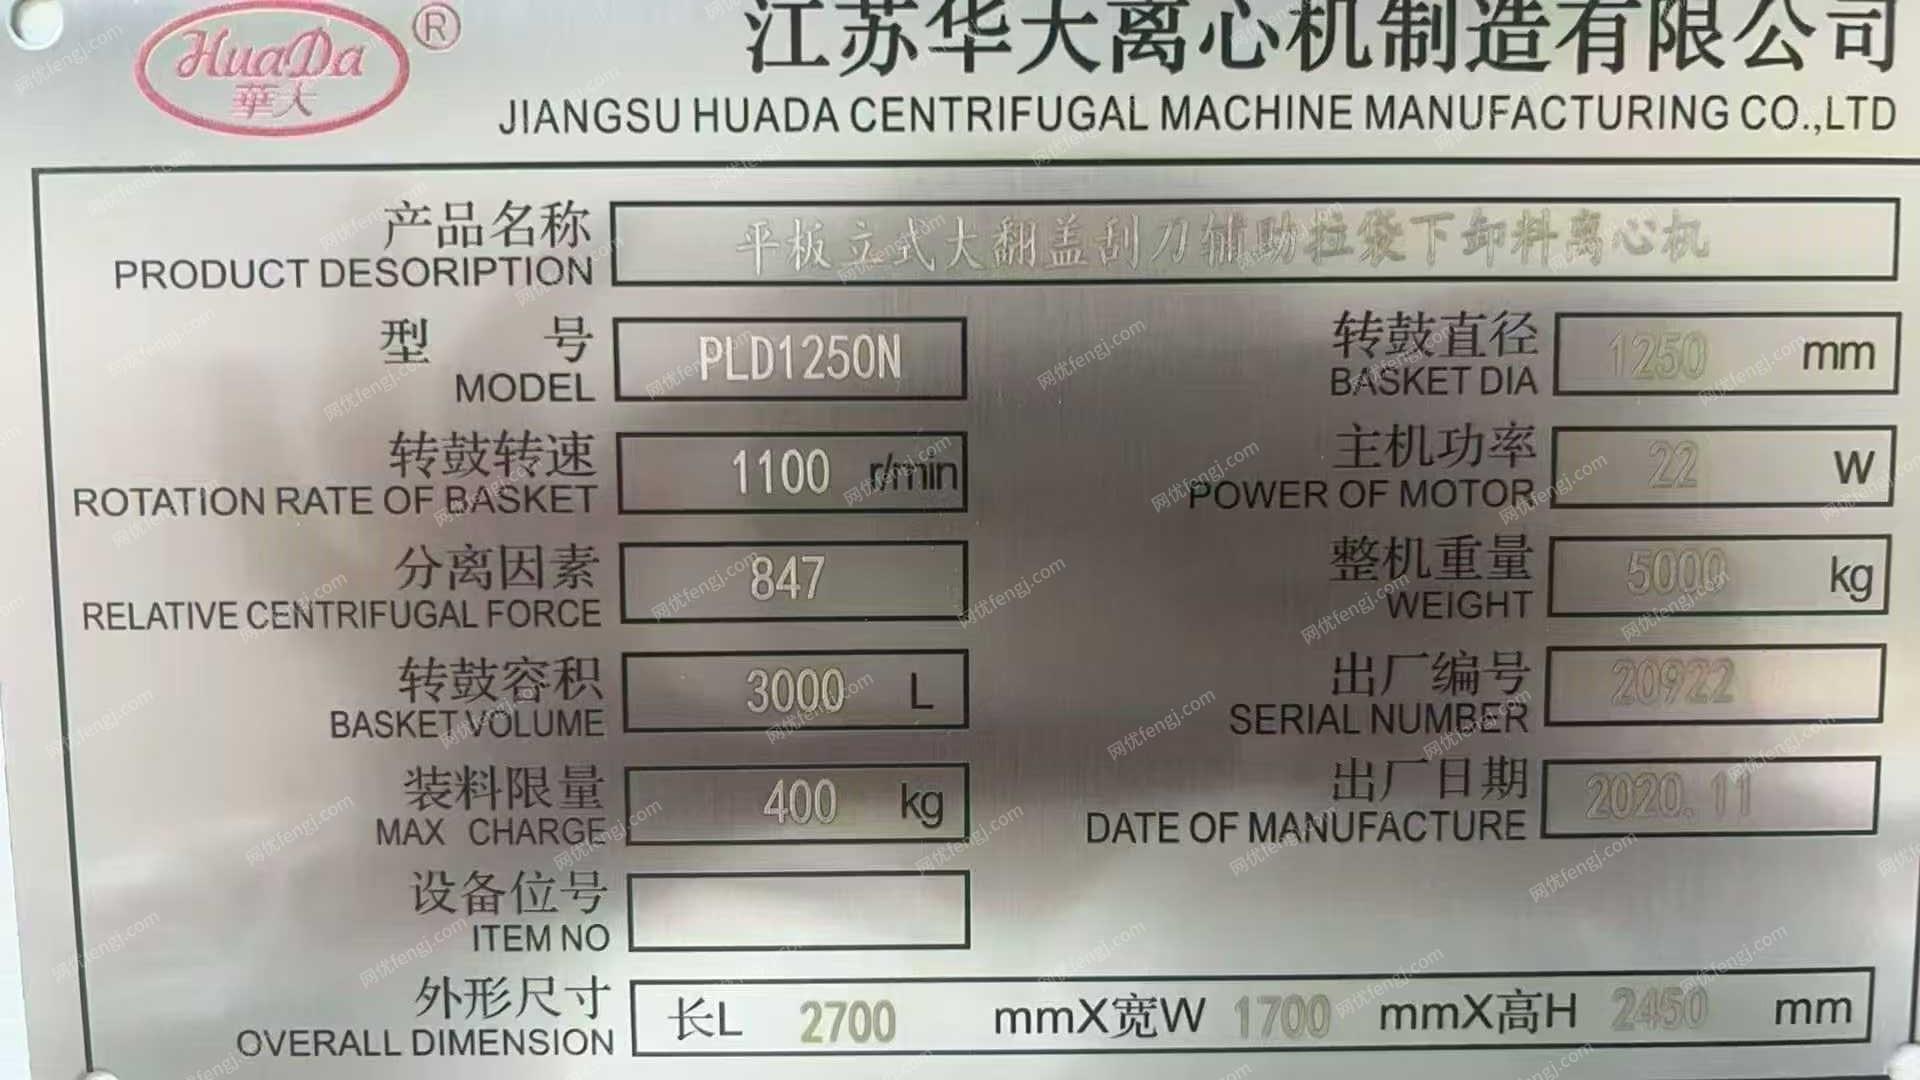 HuaDa ®
華大
江苏华大离心机制造有限公司
JIANGSU HUADA CENTRIFUGAL MACHINE MANUFACTURING CO.,LTD
产品名称 平板立式大翻盖刮刀辅助拉袋下卸料离心机
PRODUCT DESORIPTION
型 号 PLD1250N
MODEL
转鼓直径 1250 mm
BASKET DIA
转鼓转速 1100 r/min
ROTATION RATE OF BASKET
主机功率 22 W
POWER OF MOTOR
分离因素 847
RELATIVE CENTRIFUGAL FORCE
整机重量 5000 kg
WEIGHT
转鼓容积 3000 L
BASKET VOLUME
出厂编号 20922
SERIAL NUMBER
装料限量 400 kg
MAX CHARGE
出厂日期 2020.11
DATE OF MANUFACTURE
设备位号
ITEM NO
外形尺寸 长L 2700 mmX宽W 1700 mmX高H 2450 mm
OVERALL DIMENSION
网优fengj.com